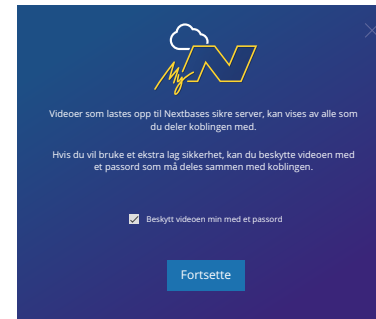 My N
Videoer som lastes opp til Nextbases sikre server, kan vises av alle som
du deler koblingen med.
Hvis du vil bruke et ekstra lag sikkerhet, kan du beskytte videoen med
et passord som må deles sammen med koblingen.
Beskytt videoen min med et passord
Fortsette